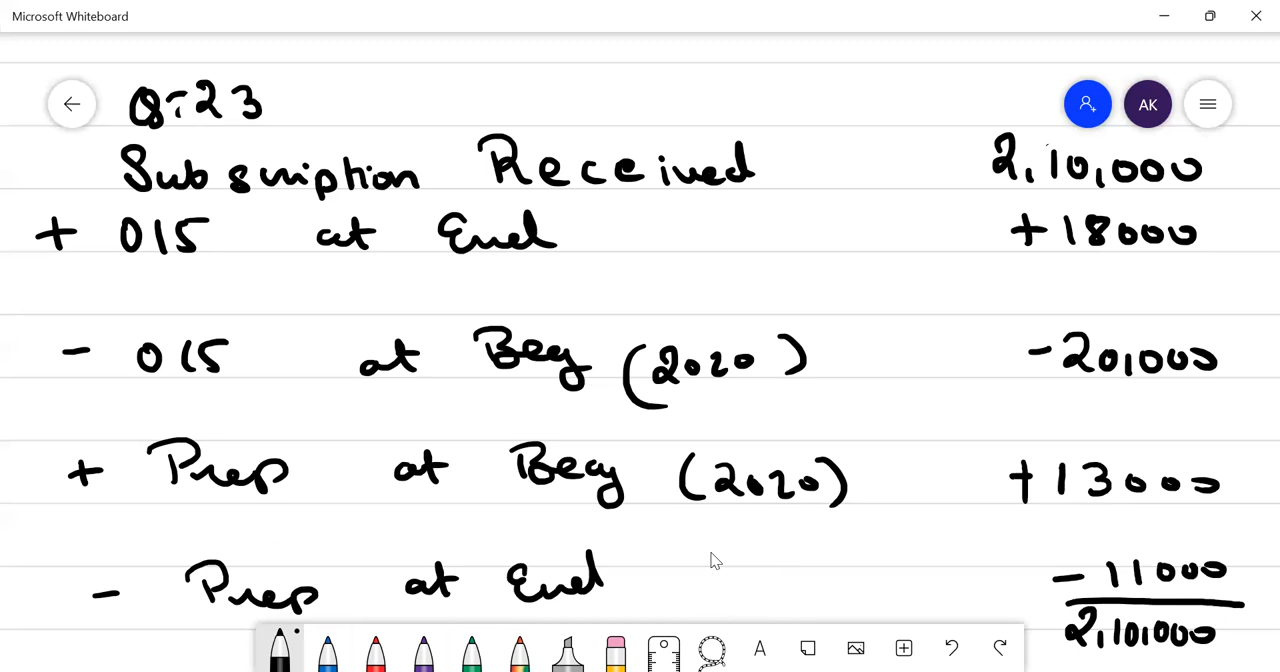 Microsoft Whiteboard
Q:23
AK
Subscription Received 2,10,000
+ O/S at End +18000
- O/S at Beg (2020) -20,000
+ Prep at Beg (2020) +13000
- Prep at End -11000
2,10,000
A